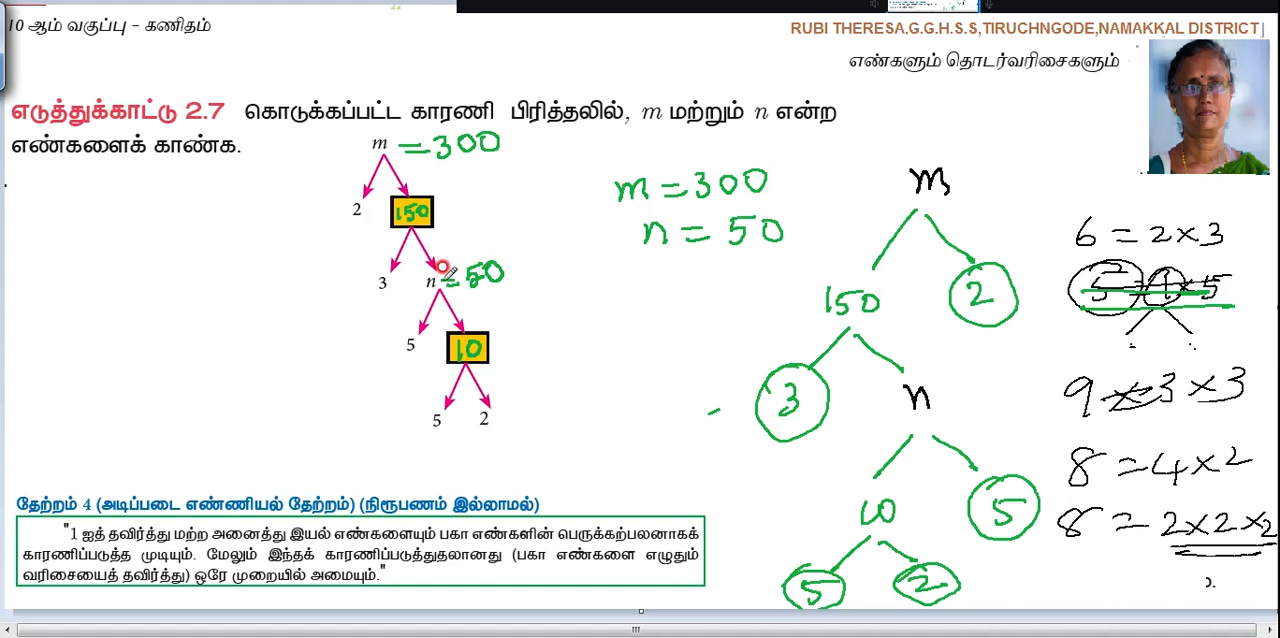 10 ஆம் வகுப்பு – கணிதம்
RUBI THERESA,G.G.H.S.S,TIRUCHNGODE,NAMAKKAL DISTRICT
எண்களும் தொடர்வரிசைகளும்
எடுத்துக்காட்டு 2.7 கொடுக்கப்பட்ட காரணி பிரித்தலில், m மற்றும் n என்ற
எண்களைக் காண்க.
m = 300
2
150
3
n = 50
5
10
5 2
m = 300
n = 50
m
150 2
3 n
10 5
5 2
6 = 2 × 3
5 = 1 × 5
9 = 3 × 3
8 = 4 × 2
8 = 2 × 2 × 2
தேற்றம் 4 (அடிப்படை எண்ணியல் தேற்றம்) (நிரூபணம் இல்லாமல்)
"1 ஐத் தவிர்த்து மற்ற அனைத்து இயல் எண்களையும் பகா எண்களின் பெருக்கற்பலனாகக்
காரணிப்படுத்த முடியும். மேலும் இந்தக் காரணிப்படுத்துதலானது (பகா எண்களை எழுதும்
வரிசையைத் தவிர்த்து) ஒரே முறையில் அமையும்."